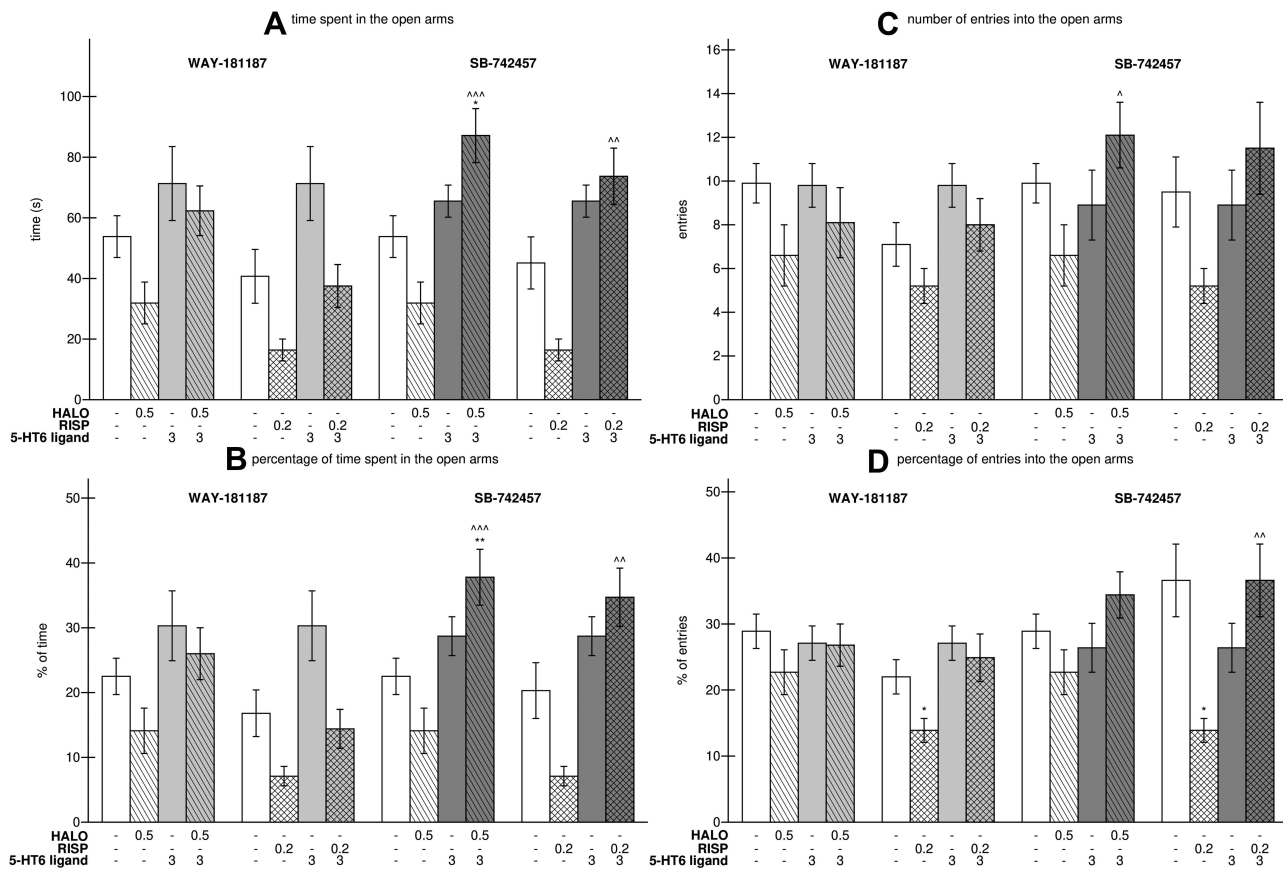 A time spent in the open arms
WAY-181187 SB-742457
time (s)
100
80
60
40
20
0
^^^
*
^^
HALO - 0.5 - 0.5 - - - - - 0.5 - 0.5 - - - -
RISP - - - - - 0.2 - 0.2 - - - - - 0.2 - 0.2
5-HT6 ligand - - 3 3 - - 3 3 - - 3 3 - - 3 3
C number of entries into the open arms
WAY-181187 SB-742457
entries
16
14
12
10
8
6
4
2
0
^
HALO - 0.5 - 0.5 - - - - - 0.5 - 0.5 - - - -
RISP - - - - - 0.2 - 0.2 - - - - - 0.2 - 0.2
5-HT6 ligand - - 3 3 - - 3 3 - - 3 3 - - 3 3
B percentage of time spent in the open arms
WAY-181187 SB-742457
% of time
50
40
30
20
10
0
^^^
**
^^
HALO - 0.5 - 0.5 - - - - - 0.5 - 0.5 - - - -
RISP - - - - - 0.2 - 0.2 - - - - - 0.2 - 0.2
5-HT6 ligand - - 3 3 - - 3 3 - - 3 3 - - 3 3
D percentage of entries into the open arms
WAY-181187 SB-742457
% of entries
50
40
30
20
10
0
*
*
^^
HALO - 0.5 - 0.5 - - - - - 0.5 - 0.5 - - - -
RISP - - - - - 0.2 - 0.2 - - - - - 0.2 - 0.2
5-HT6 ligand - - 3 3 - - 3 3 - - 3 3 - - 3 3